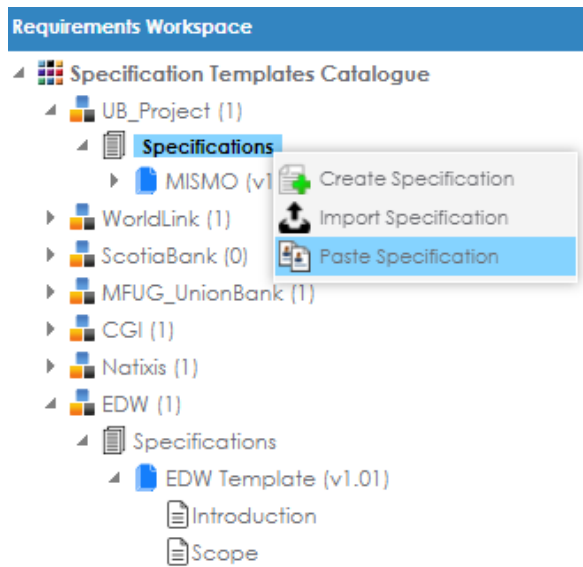 Requirements Workspace
Specification Templates Catalogue
UB_Project (1)
Specifications
MISMO (v1
Create Specification
Import Specification
Paste Specification
WorldLink (1)
ScotiaBank (0)
MFUG_UnionBank (1)
CGI (1)
Natixis (1)
EDW (1)
Specifications
EDW Template (v1.01)
Introduction
Scope